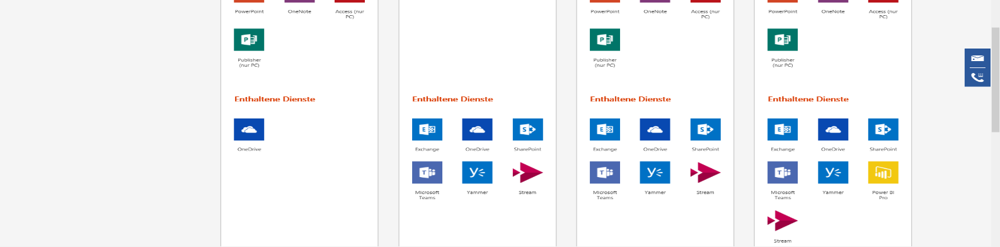 PowerPoint OneNote Access (nur
PC)
Publisher
(nur PC)
Enthaltene Dienste
OneDrive
Enthaltene Dienste
Exchange OneDrive SharePoint
Microsoft
Teams Yammer Stream
PowerPoint OneNote Access (nur
PC)
Publisher
(nur PC)
Enthaltene Dienste
Exchange OneDrive SharePoint
Microsoft
Teams Yammer Stream
PowerPoint OneNote Access (nur
PC)
Publisher
(nur PC)
Enthaltene Dienste
Exchange OneDrive SharePoint
Microsoft
Teams Yammer Power BI
Pro
Stream